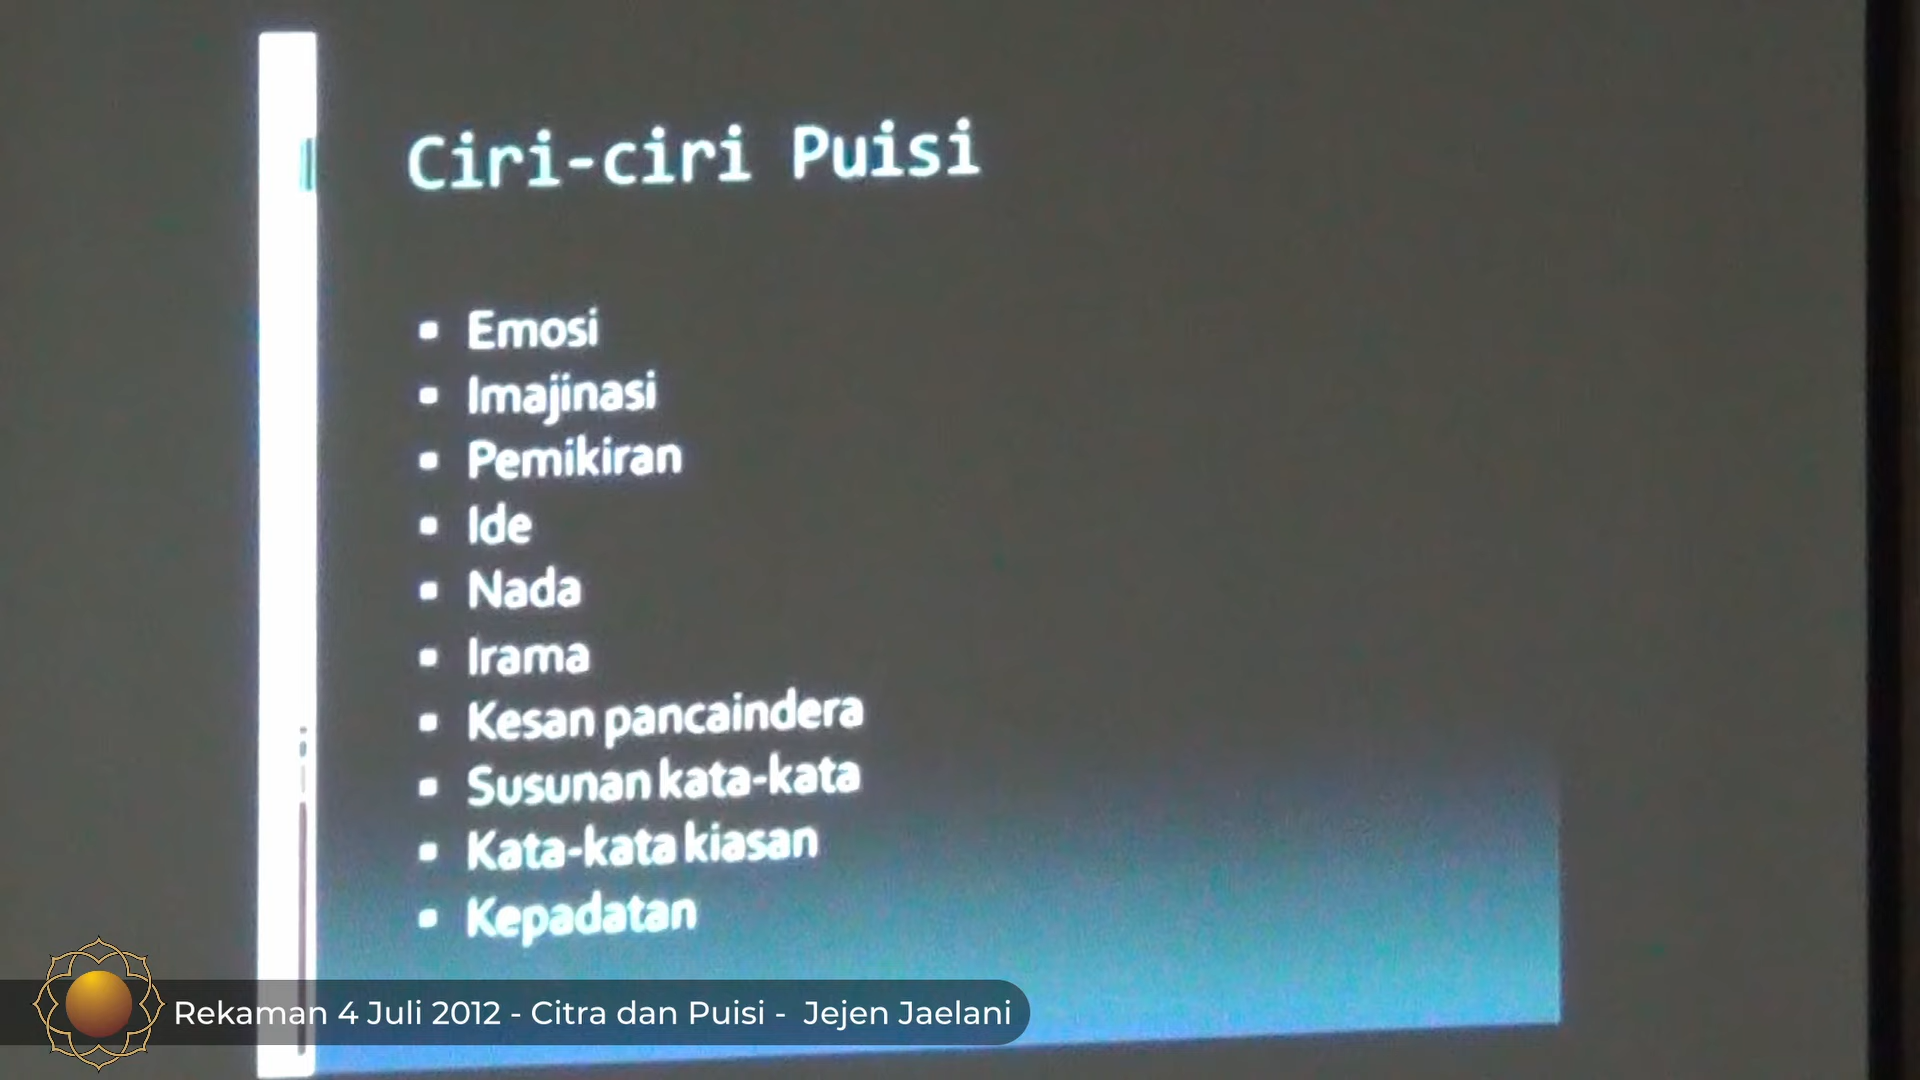 Ciri-ciri Puisi
Emosi
Imajinasi
Pemikiran
Ide
Nada
Irama
Kesan pancaindera
Susunan kata-kata
Kata-kata kiasan
Kepadatan
Rekaman 4 Juli 2012 - Citra dan Puisi - Jejen Jaelani